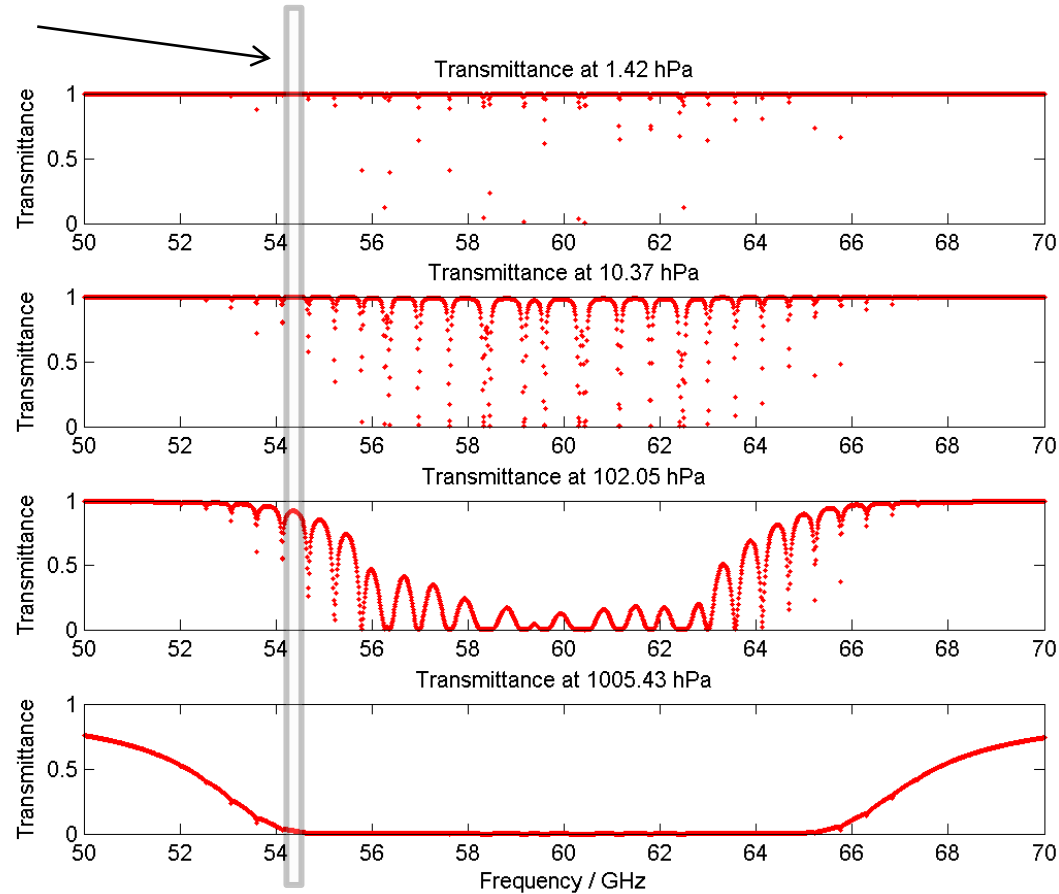 Transmittance at 1.42 hPa
Transmittance
1
0.5
0
50 52 54 56 58 60 62 64 66 68 70
Transmittance at 10.37 hPa
Transmittance
1
0.5
0
50 52 54 56 58 60 62 64 66 68 70
Transmittance at 102.05 hPa
Transmittance
1
0.5
0
50 52 54 56 58 60 62 64 66 68 70
Transmittance at 1005.43 hPa
Transmittance
1
0.5
0
50 52 54 56 58 60 62 64 66 68 70
Frequency / GHz